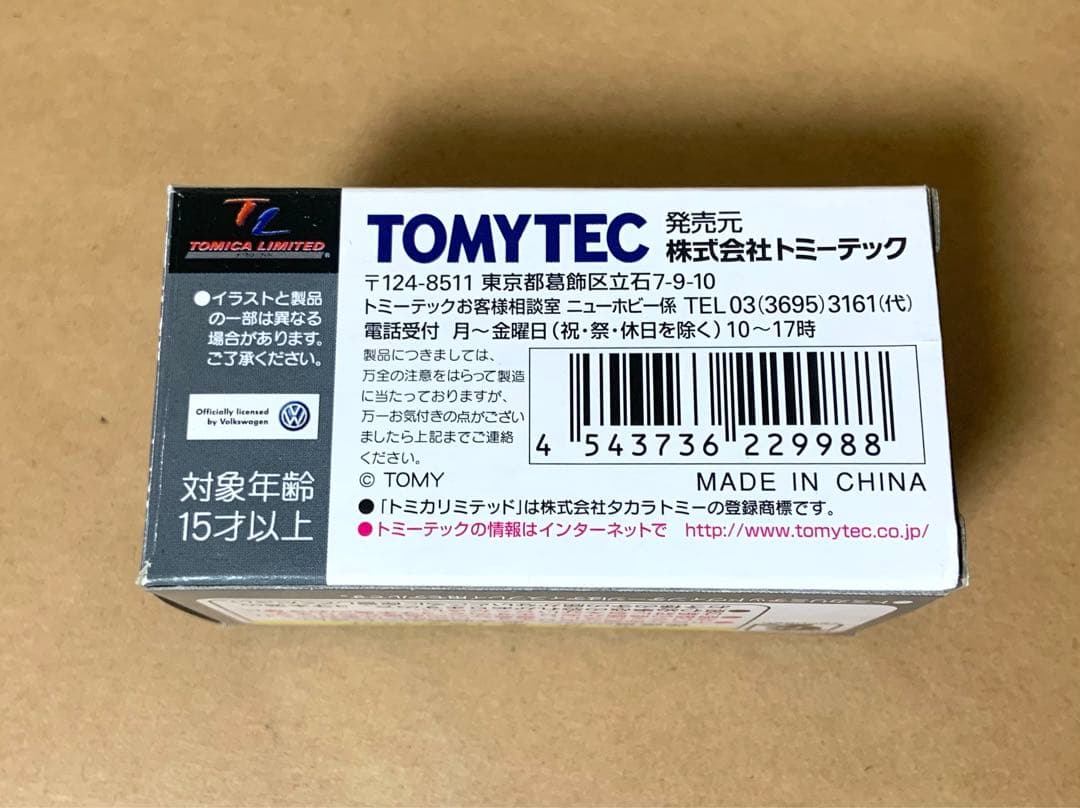 TL
TOMICA LIMITED
●イラストと製品
の一部は異なる
場合があります。
ご了承ください。
Officially licensed
by Volkswagen
対象年齢
15才以上
TOMYTEC
発売元
株式会社トミーテック
〒124-8511 東京都葛飾区立石7-9-10
トミーテックお客様相談室 ニューホビー係 TEL 03(3695)3161(代)
電話受付 月〜金曜日(祝・祭・休日を除く)10〜17時
製品につきましては、
万全の注意をはらって製造
に当たっておりますが、
万一お気付きの点がござい
ましたら上記までご連絡
ください。
4 543736 229988
© TOMY
MADE IN CHINA
●「トミカリミテッド」は株式会社タカラトミーの登録商標です。
●トミーテックの情報はインターネットで http://www.tomytec.co.jp/